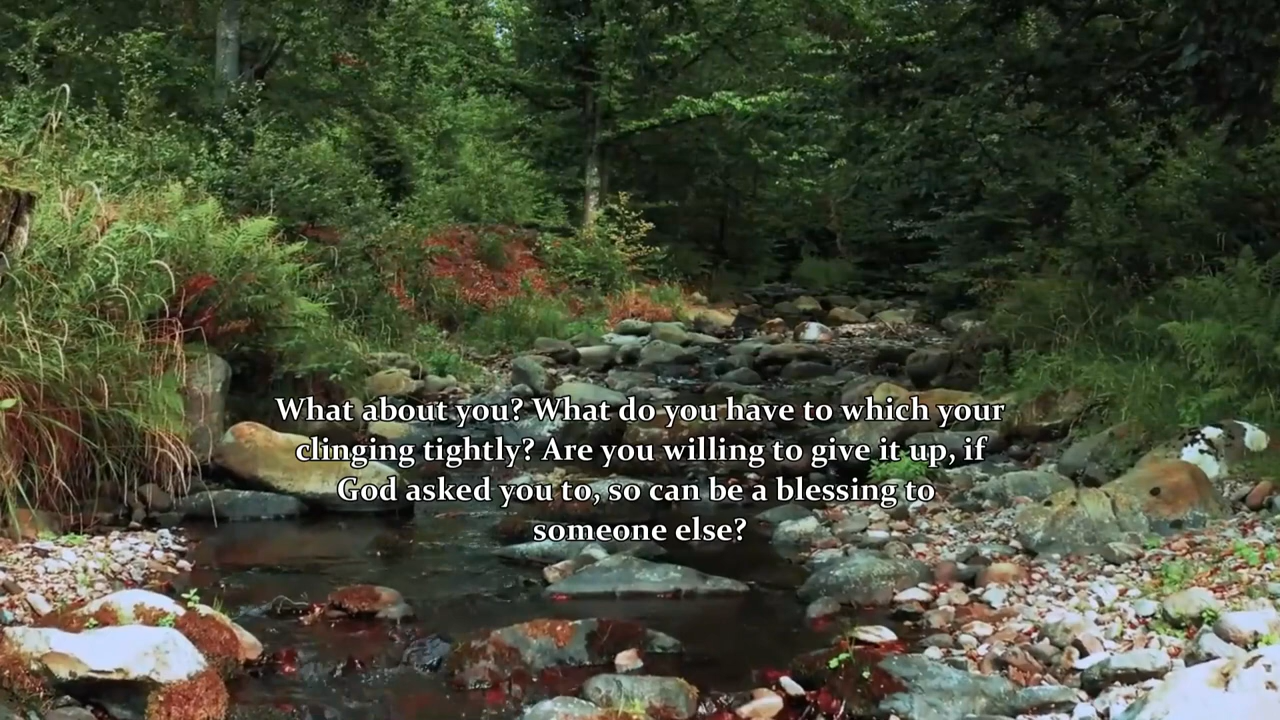 What about you? What do you have to which your
clinging tightly? Are you willing to give it up, if
God asked you to, so can be a blessing to
someone else?